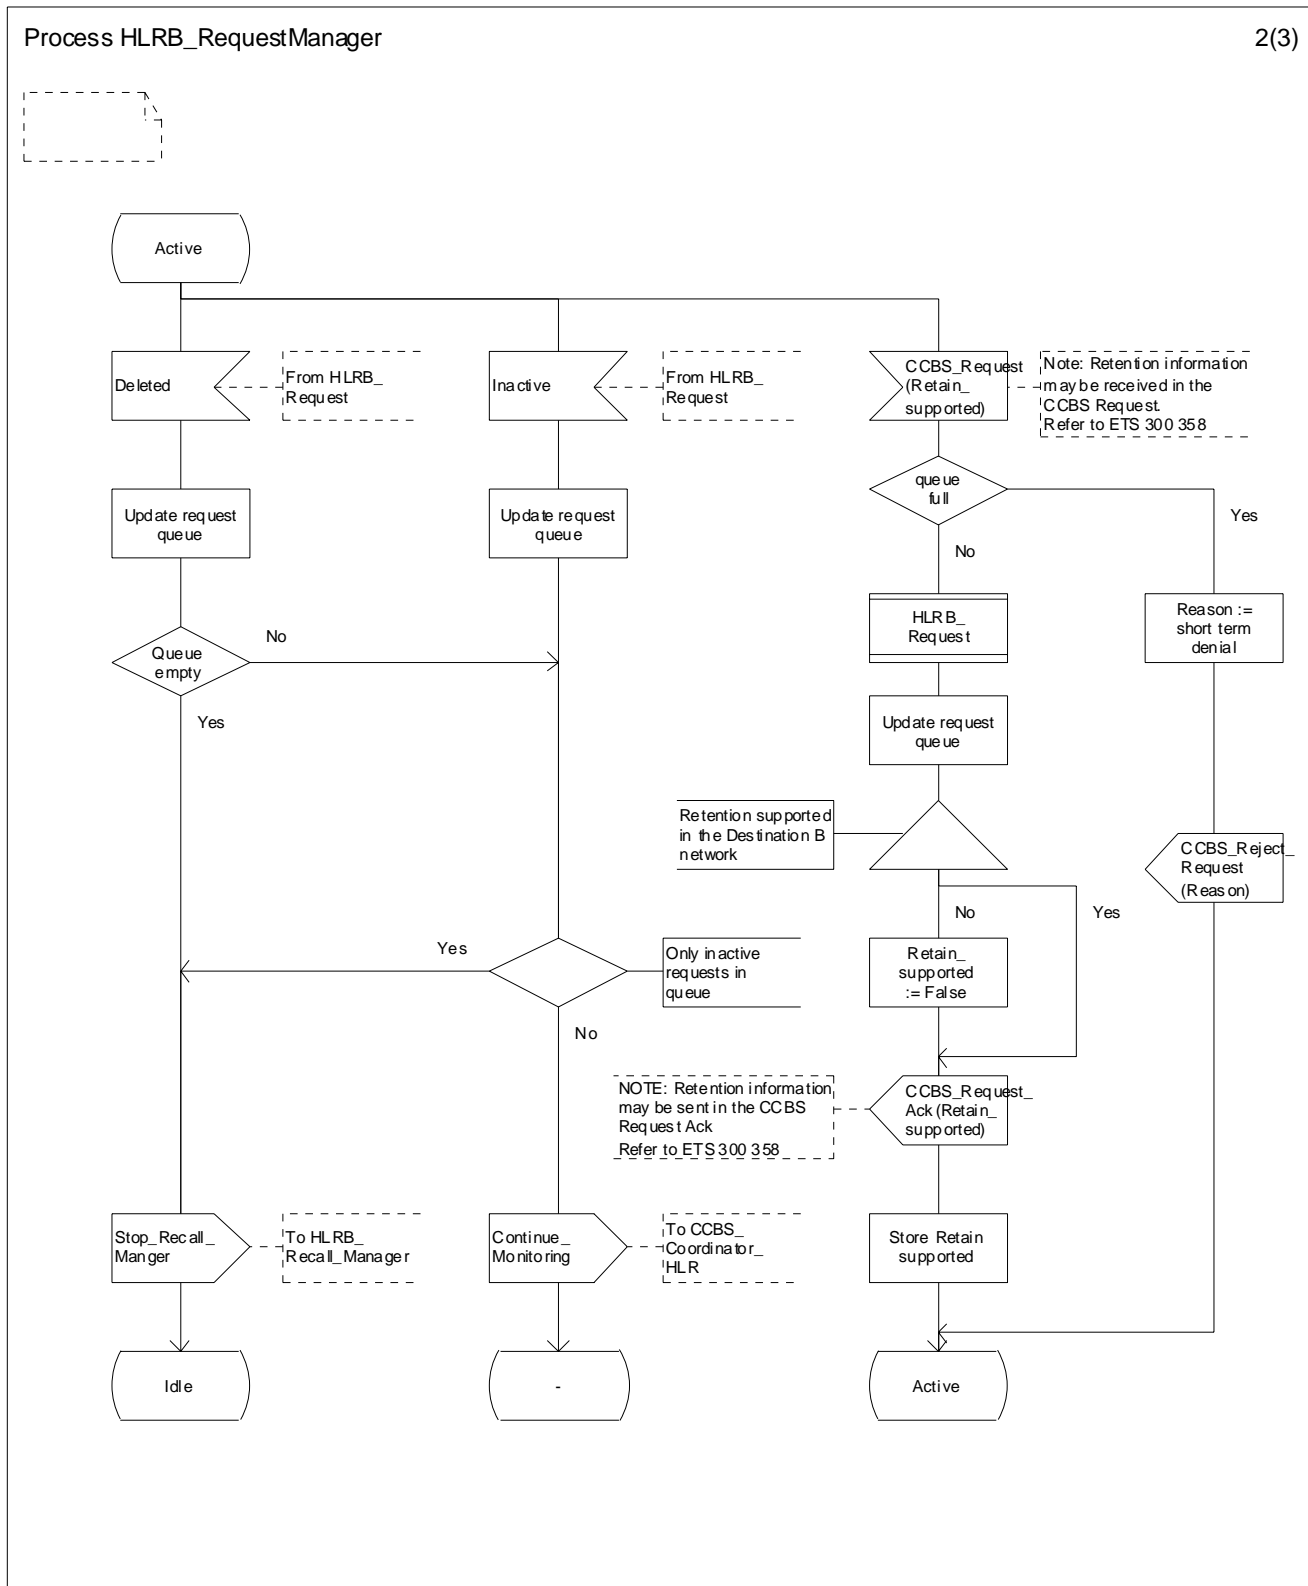 Process HLRB_RequestManager
2(3)
Active
Deleted
From HLRB_
Request
Inactive
From HLRB_
Request
CCBS_Request
(Retain_
supported)
Note: Retention information
may be received in the
CCBS Request.
Refer to ETS 300 358
Update request
queue
Update request
queue
queue
full
Yes
No
HLRB_
Request
Reason :=
short term
denial
Queue
empty
No
Yes
Update request
queue
Retention supported
in the Destination B
network
CCBS_Reject_
Request
(Reason)
No
Yes
Yes
Only inactive
requests in
queue
Retain_
supported
:= False
No
NOTE: Retention information
may be sent in the CCBS
Request Ack
Refer to ETS 300 358
CCBS_Request_
Ack (Retain_
supported)
Stop_Recall_
Manger
To HLRB_
Recall_Manager
Continue_
Monitoring
To CCBS_
Coordinator_
HLR
Store Retain
supported
Idle
-
Active